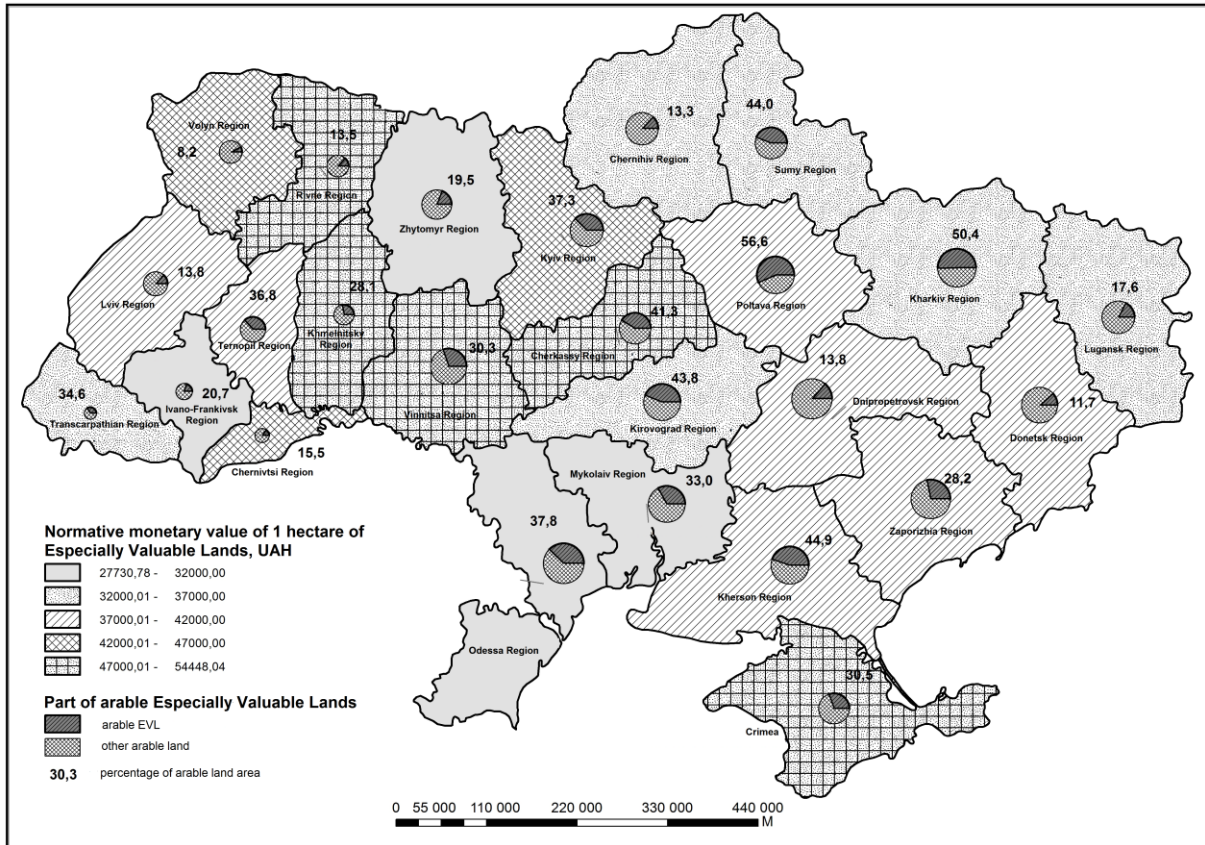 13,3
44,0
Chernihiv Region
Sumy Region
Volyn Region
8,2
13,5
Rivne Region
19,5
Zhytomyr Region
37,3
Kyiv Region
56,6
Poltava Region
50,4
Kharkiv Region
17,6
Lugansk Region
13,8
Lviv Region
36,8
Ternopil Region
28,1
Khmelnitsky
Region
30,3
Vinnitsa Region
41,3
Cherkassy Region
43,8
Kirovograd Region
13,8
Dnipropetrovsk Region
11,7
Donetsk Region
34,6
Transcarpathian Region
20,7
Ivano-Frankivsk
Region
15,5
Chernivtsi Region
Mykolaiv Region
33,0
37,8
Odessa Region
28,2
Zaporizhia Region
44,9
Kherson Region
30,5
Crimea
Normative monetary value of 1 hectare of
Especially Valuable Lands, UAH
27730,78 - 32000,00
32000,01 - 37000,00
37000,01 - 42000,00
42000,01 - 47000,00
47000,01 - 54448,04
Part of arable Especially Valuable Lands
arable EVL
other arable land
30,3 percentage of arable land area
0 55 000 110 000 220 000 330 000 440 000
M